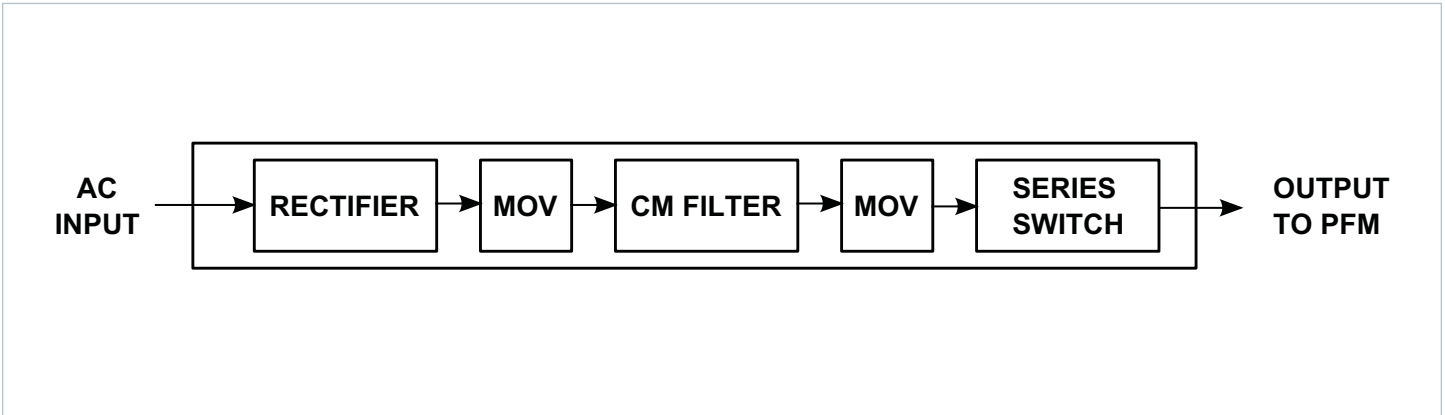 AC
INPUT
RECTIFIER
MOV
CM FILTER
MOV
SERIES
SWITCH
OUTPUT
TO PFM